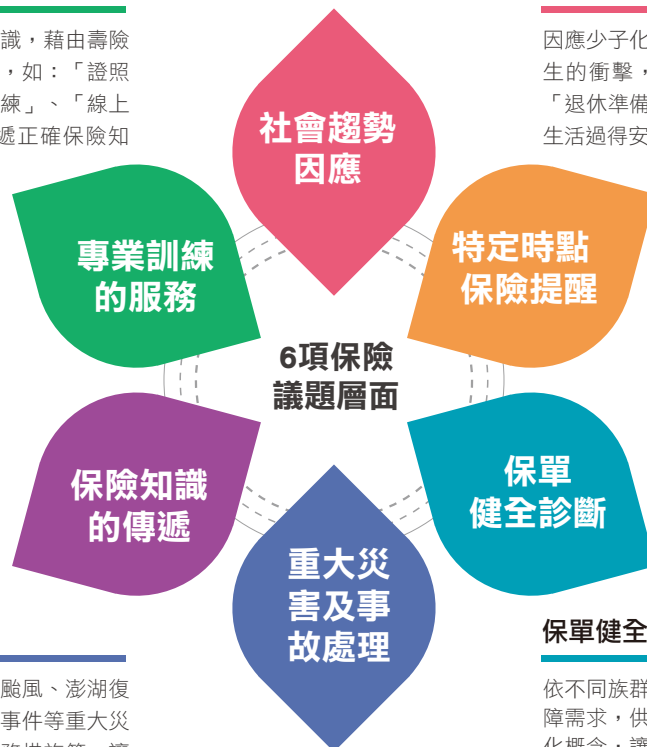 識，藉由壽險
，如：「證照
練」、「線上
遞正確保險知
因應少子化
生的衝擊，
「退休準備
生活過得安
社會趨勢
因應
專業訓練
的服務
特定時點
保險提醒
6項保險
議題層面
保險知識
的傳遞
保單
健全診斷
重大災
害及事
故處理
颱風、澎湖復
事件等重大災
保單健全
依不同族群
障需求，供